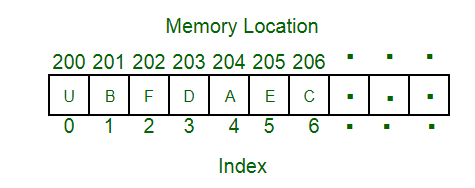 Memory Location
200 201 202 203 204 205 206 . . .
U B F D A E C . . .
0 1 2 3 4 5 6 . . .
Index